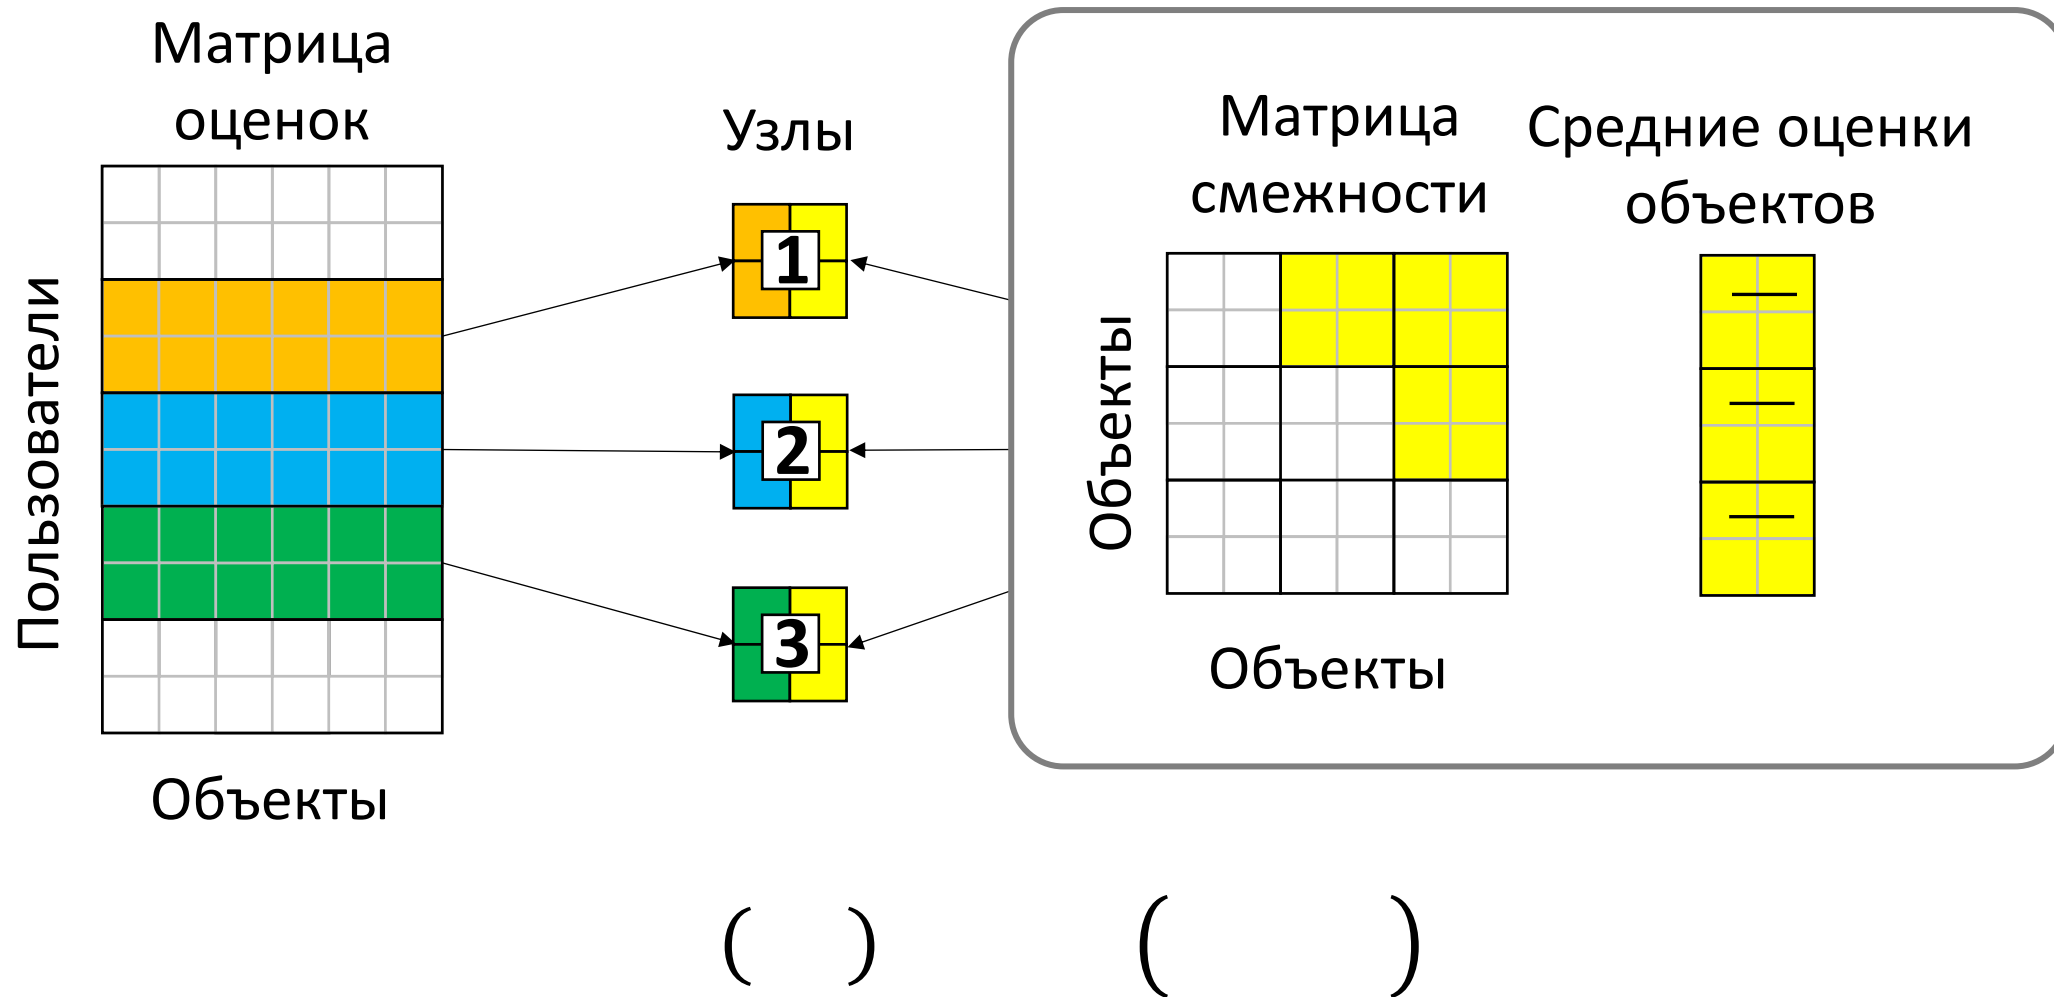 Матрица
оценок
Пользователи
Объекты
Узлы
1
2
3
Матрица
смежности
Объекты
Объекты
Средние оценки
объектов
( )
( )